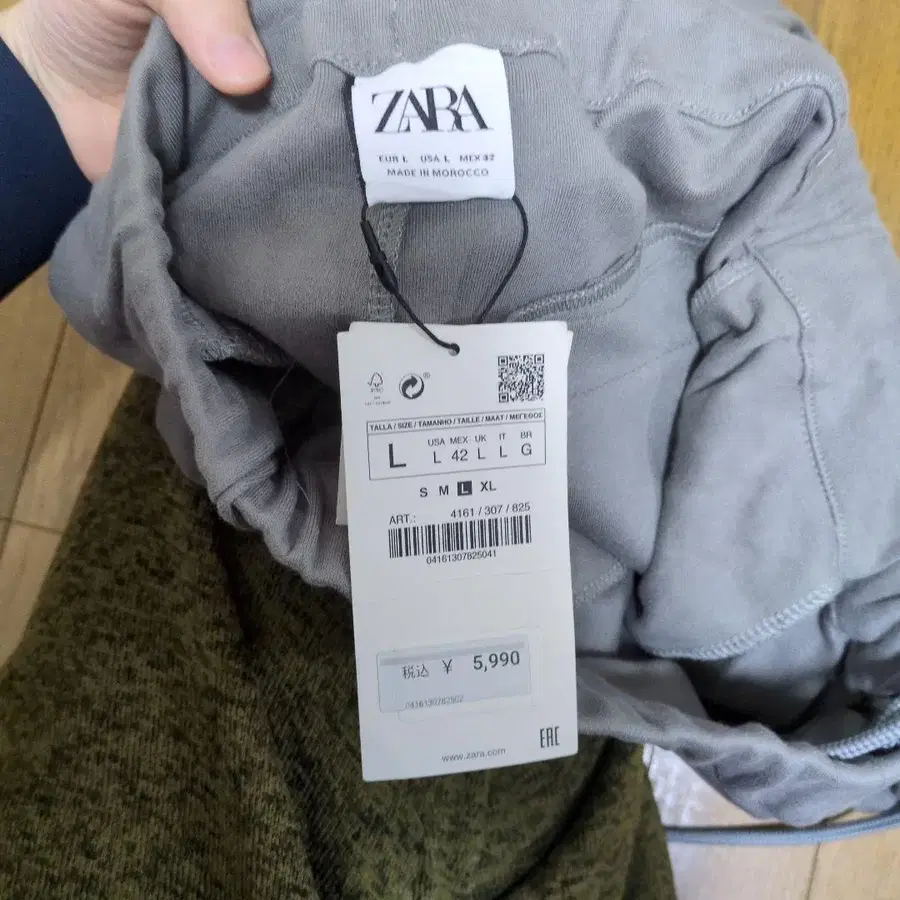 ZARA
EUR L USA L MEX 42
MADE IN MOROCCO
®
TALLA / SIZE / TAMANHO / TAILLE / MAAT / ΜΕΓΕΘΟΣ
L
USA MEX UK IT BR
L 42 L L G
S M L XL
ART.: 4161 / 307 / 825
04161307825041
税込 ¥ 5,990
www.zara.com
EAC